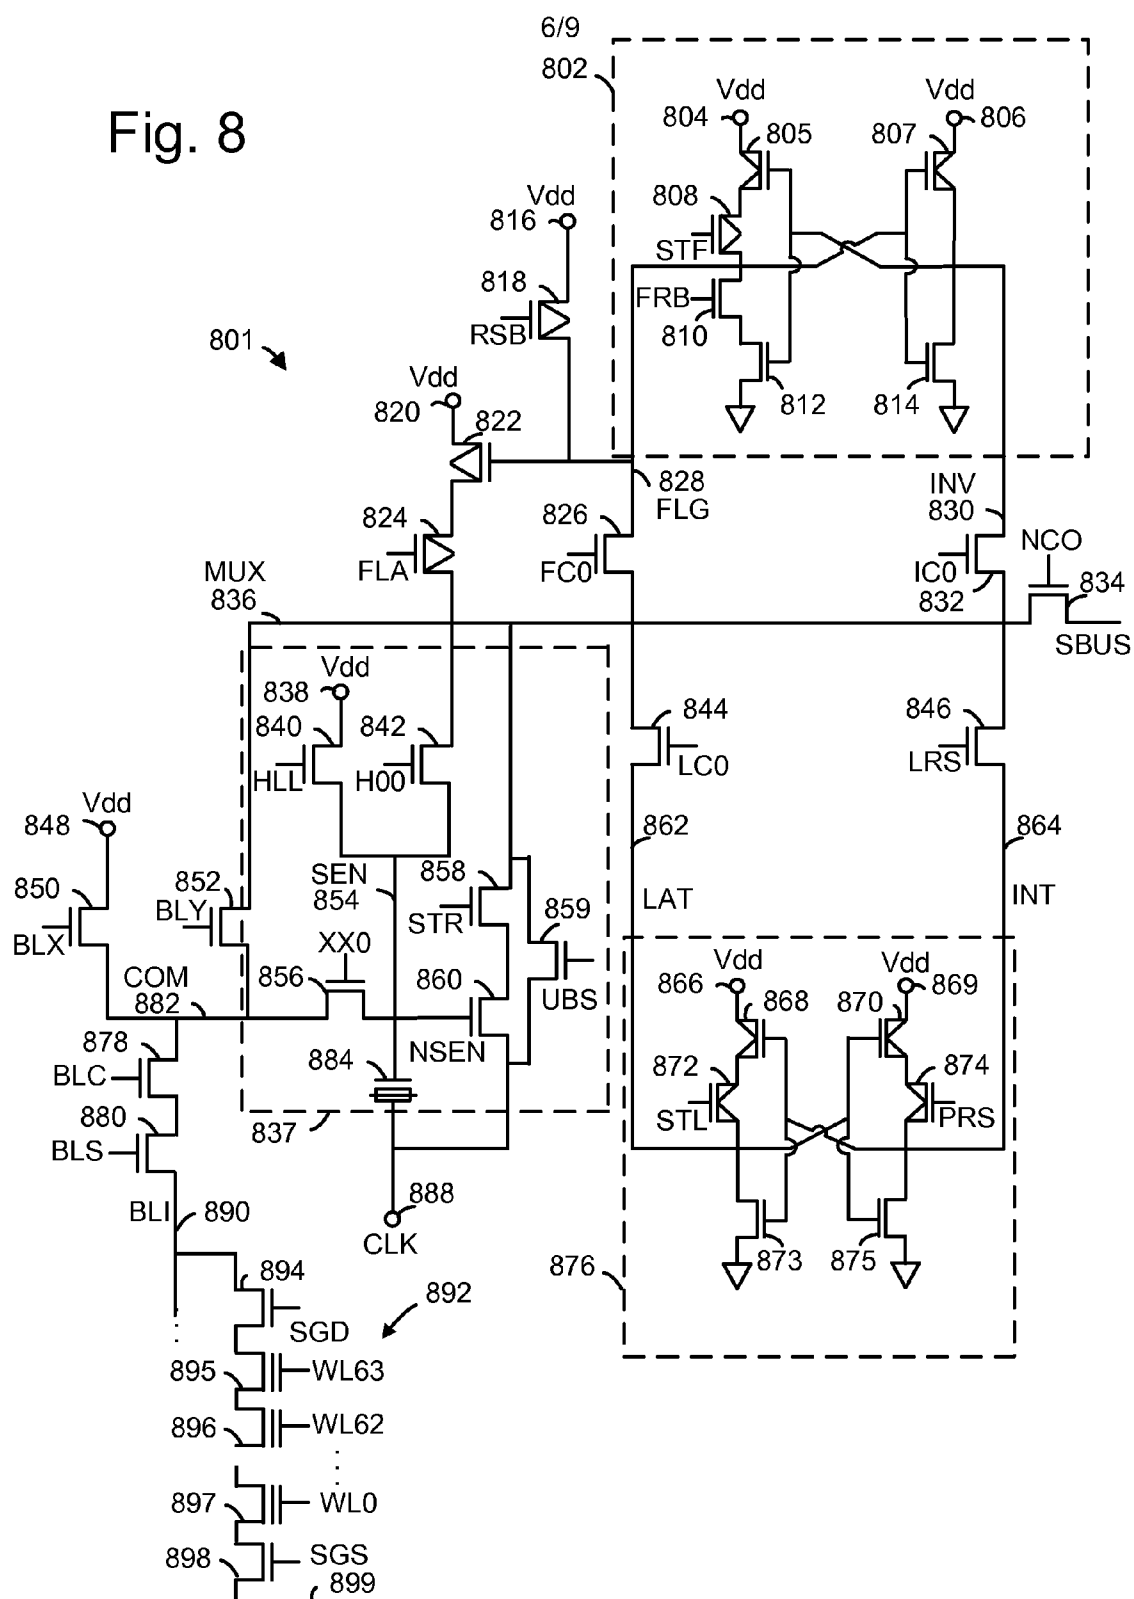 6/9
802
Fig. 8
Vdd
804
805
Vdd
806
807
808
STF
FRB
810
812
814
Vdd
816
818
RSB
801
Vdd
820
822
828
FLG
INV
830
824
FLA
826
FC0
IC0
832
NCO
834
SBUS
MUX
836
Vdd
838
840
842
HLL
H00
844
LC0
846
LRS
Vdd
848
850
BLX
852
BLY
SEN
854
858
STR
859
UBS
862
LAT
864
INT
XX0
856
COM
882
860
NSEN
878
BLC
884
880
BLS
837
Vdd
866
868
Vdd
869
870
872
STL
874
PRS
873
875
876
BLI
890
888
CLK
894
SGD
892
895
WL63
896
WL62
897
WL0
898
SGS
899